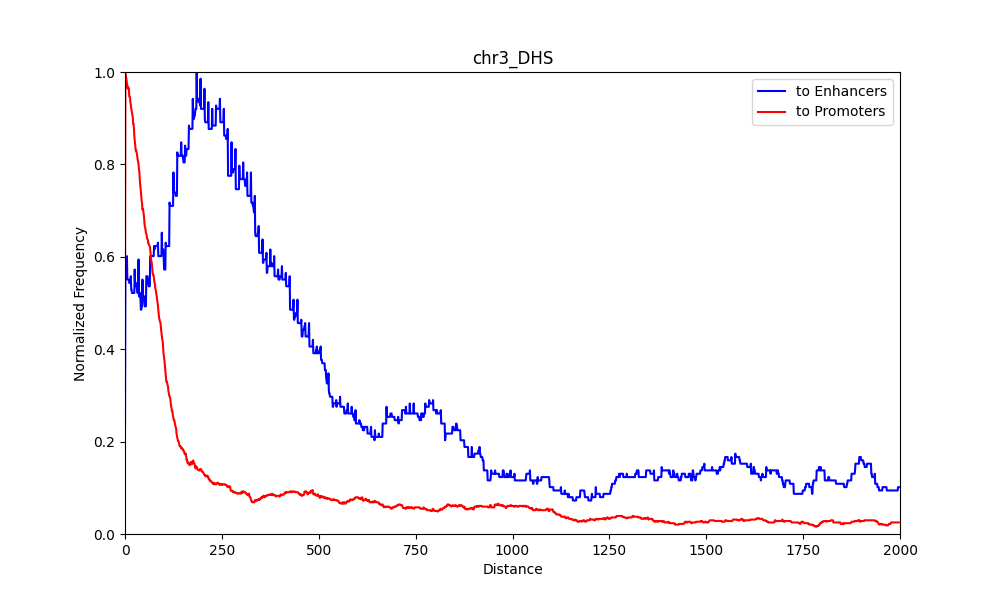 chr3_DHS
to Enhancers
to Promoters
Normalized Frequency
1.0
0.8
0.6
0.4
0.2
0.0
0 250 500 750 1000 1250 1500 1750 2000
Distance